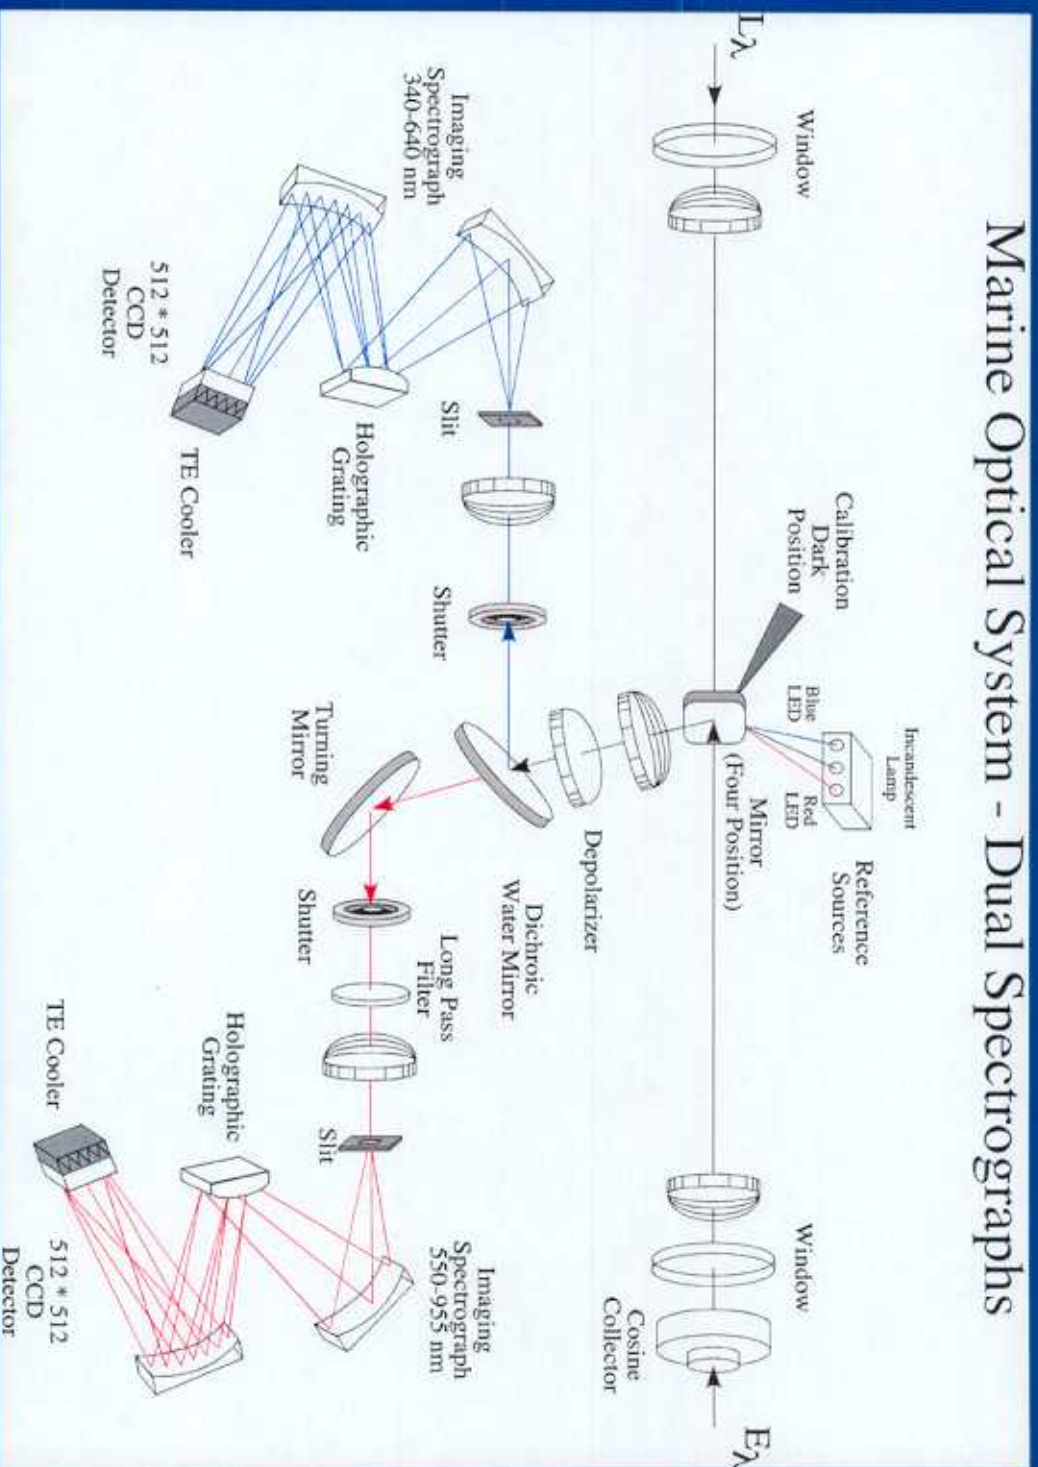 Marine Optical System - Dual Spectrographs
Lλ
Window
Calibration
Dark
Position
Incandescent
Lamp
Blue
LED
Red
LED
Reference
Sources
Mirror
(Four Position)
Window
Cosine
Collector
Eλ
Depolarizer
Dichroic
Water Mirror
Imaging
Spectrograph
340-640 nm
Slit
Shutter
Holographic
Grating
512 * 512
CCD
Detector
TE Cooler
Turning
Mirror
Shutter
Long Pass
Filter
Slit
Imaging
Spectrograph
550-955 nm
Holographic
Grating
TE Cooler
512 * 512
CCD
Detector